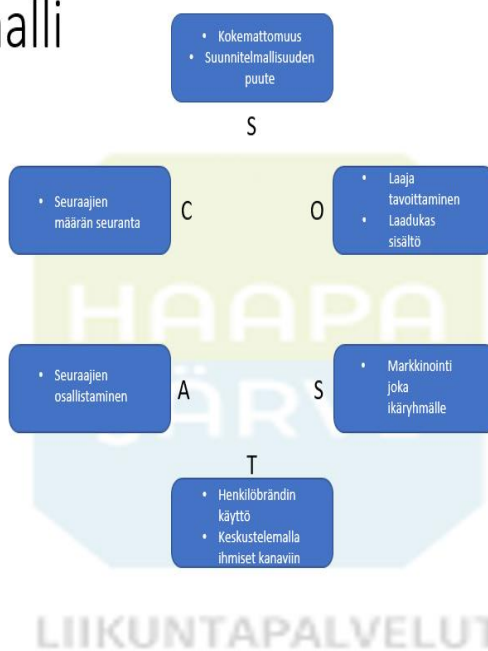 alli
• Kokemattomuus
• Suunnitelmallisuuden
puute
S
• Seuraajien
määrän seuranta
C
O
• Laaja
tavoittaminen
• Laadukas
sisältö
HAAPA
JÄRVI
• Seuraajien
osallistaminen
A
S
• Markkinointi
joka
ikäryhmälle
T
• Henkilöbrändin
käyttö
• Keskustelemalla
ihmiset kanaviin
LIIKUNTAPALVELUT